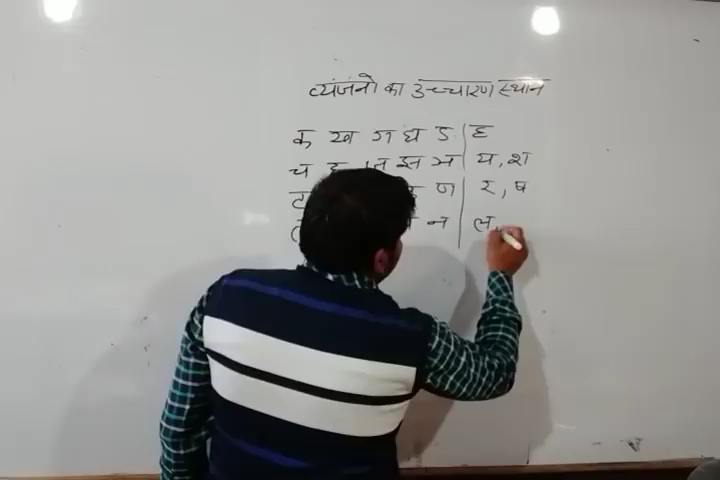 व्यंजनो का उच्चारण स्थान
क ख ग घ ङ | ह
च छ ज झ ञ | य, श
ट ण | र, ष
न | ल,